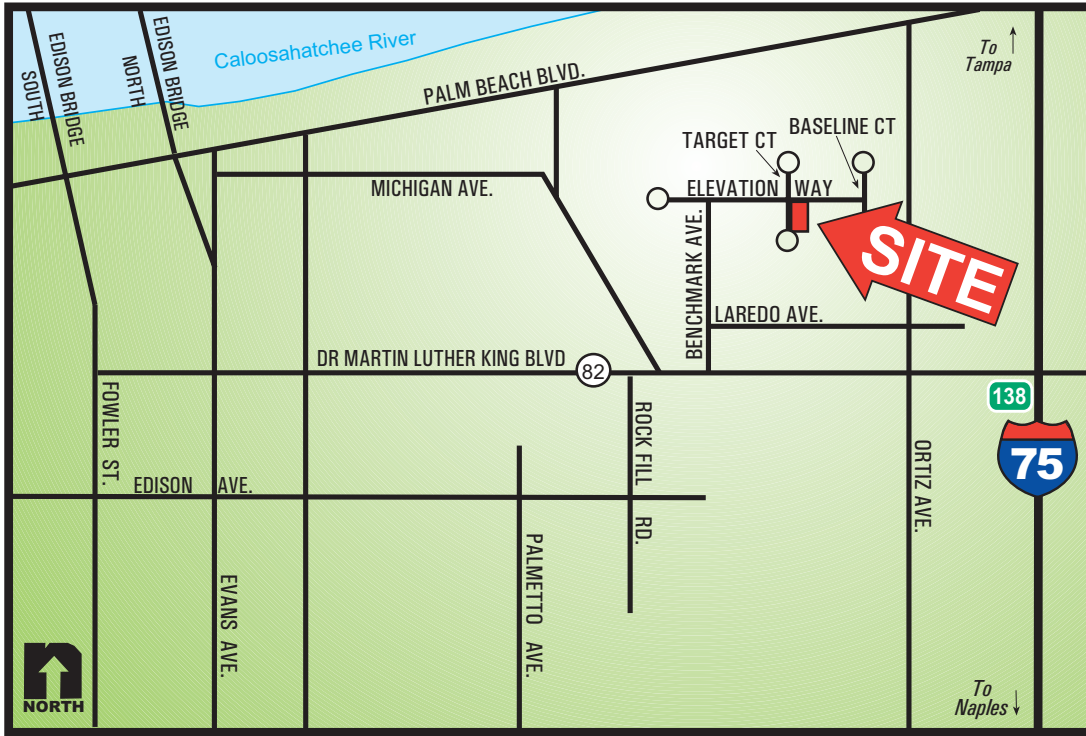 EDISON BRIDGE
SOUTH
EDISON BRIDGE
NORTH
Caloosahatchee River
PALM BEACH BLVD.
To
Tampa
TARGET CT
BASELINE CT
MICHIGAN AVE.
ELEVATION WAY
SITE
BENCHMARK AVE.
LAREDO AVE.
DR MARTIN LUTHER KING BLVD
82
138
75
FOWLER ST.
ROCK FILL RD.
ORTIZ AVE.
EDISON AVE.
EVANS AVE.
PALMETTO AVE.
n
NORTH
To
Naples